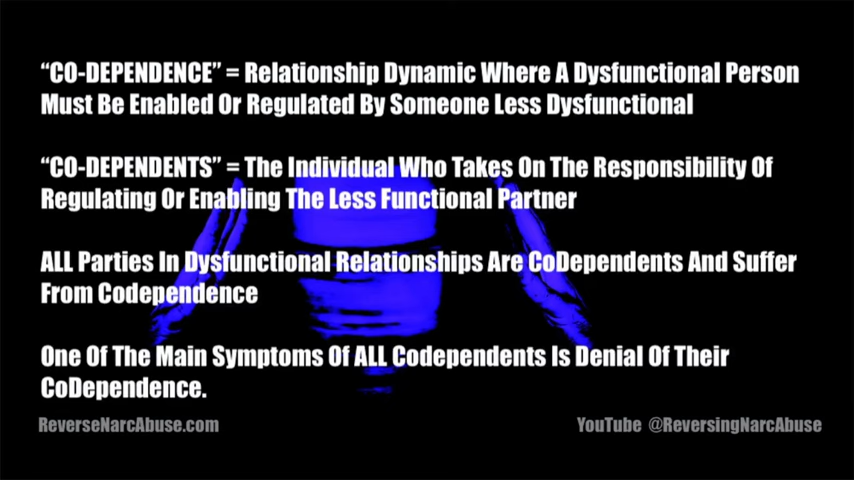 “CO-DEPENDENCE” = Relationship Dynamic Where A Dysfunctional Person
Must Be Enabled Or Regulated By Someone Less Dysfunctional
“CO-DEPENDENTS” = The Individual Who Takes On The Responsibility Of
Regulating Or Enabling The Less Functional Partner
ALL Parties In Dysfunctional Relationships Are CoDependents And Suffer
From Codependence
One Of The Main Symptoms Of ALL Codependents Is Denial Of Their
CoDependence.
ReverseNarcAbuse.com
YouTube @ReversingNarcAbuse